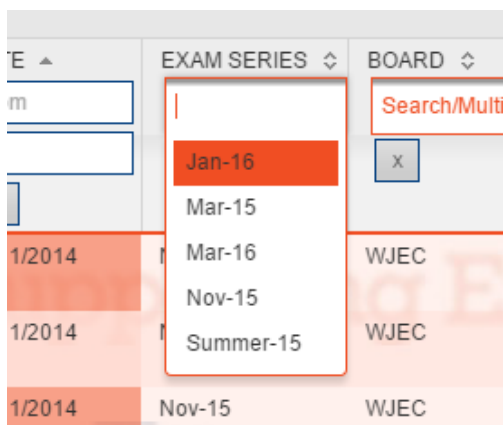 TE
EXAM SERIES
BOARD
om
Search/Multi
x
Jan-16
Mar-15
Mar-16
Nov-15
Summer-15
1/2014
WJEC
1/2014
WJEC
1/2014
Nov-15
WJEC